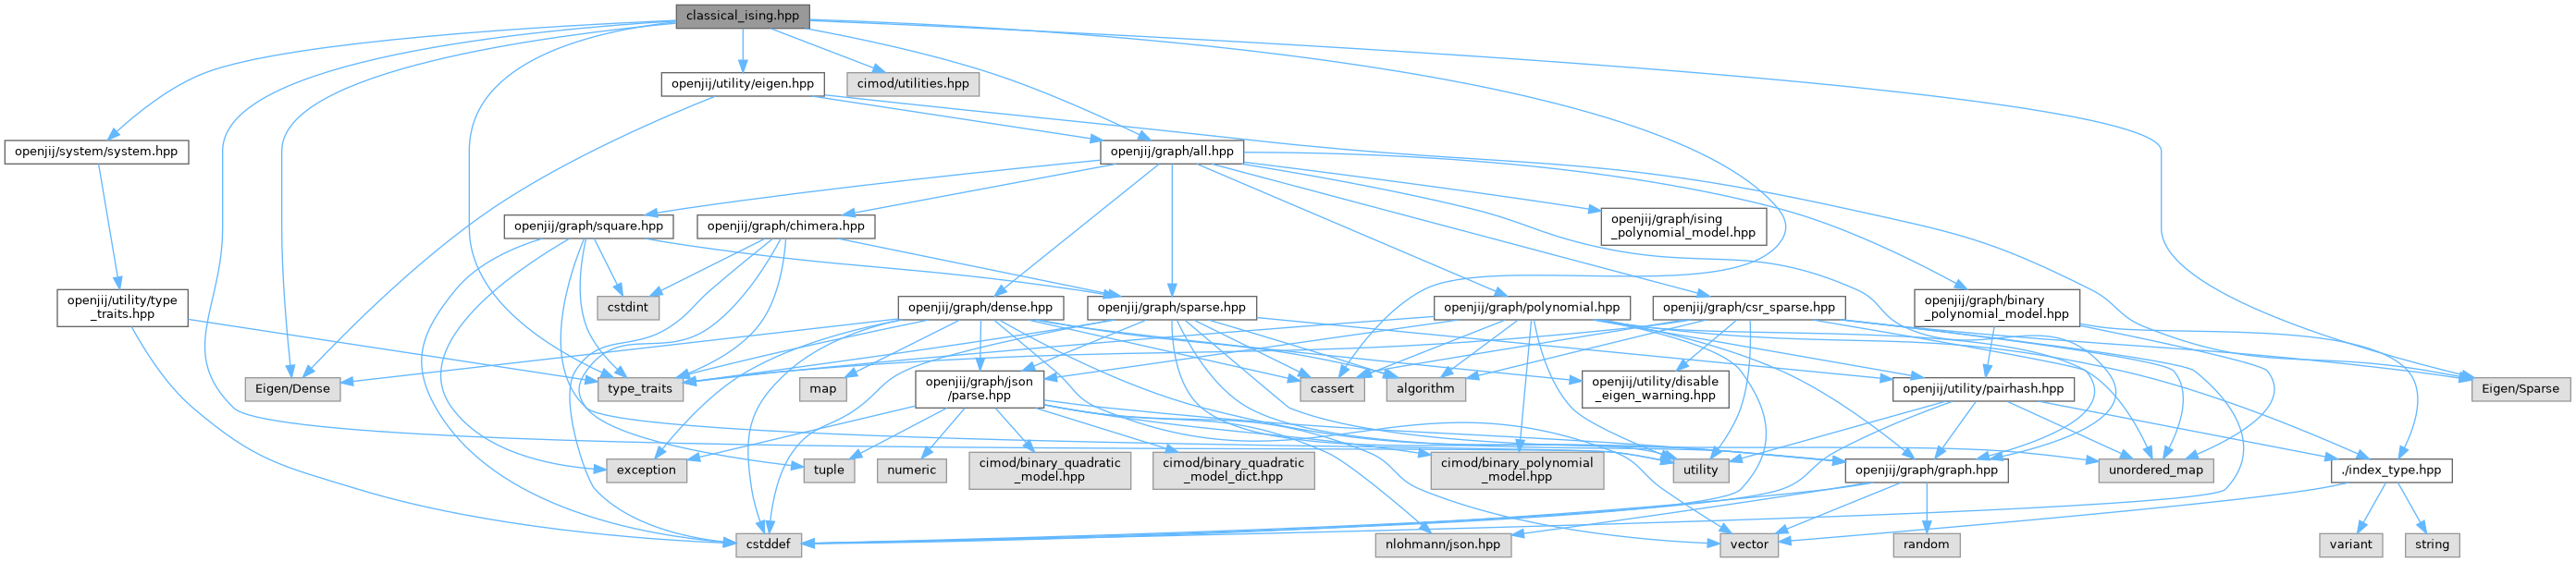 classical_ising.hpp
openjij/utility/eigen.hpp
cimod/utilities.hpp
openjij/system/system.hpp
openjij/graph/all.hpp
openjij/graph/square.hpp
openjij/graph/chimera.hpp
openjij/graph/ising
_polynomial_model.hpp
openjij/utility/type
_traits.hpp
cstdint
openjij/graph/dense.hpp
openjij/graph/sparse.hpp
openjij/graph/polynomial.hpp
openjij/graph/csr_sparse.hpp
openjij/graph/binary
_polynomial_model.hpp
Eigen/Dense
type_traits
map
openjij/graph/json
/parse.hpp
cassert
algorithm
openjij/utility/disable
_eigen_warning.hpp
openjij/utility/pairhash.hpp
Eigen/Sparse
exception
tuple
numeric
cimod/binary_quadratic
_model.hpp
cimod/binary_quadratic
_model_dict.hpp
cimod/binary_polynomial
_model.hpp
utility
openjij/graph/graph.hpp
unordered_map
./index_type.hpp
cstddef
nlohmann/json.hpp
vector
random
variant
string